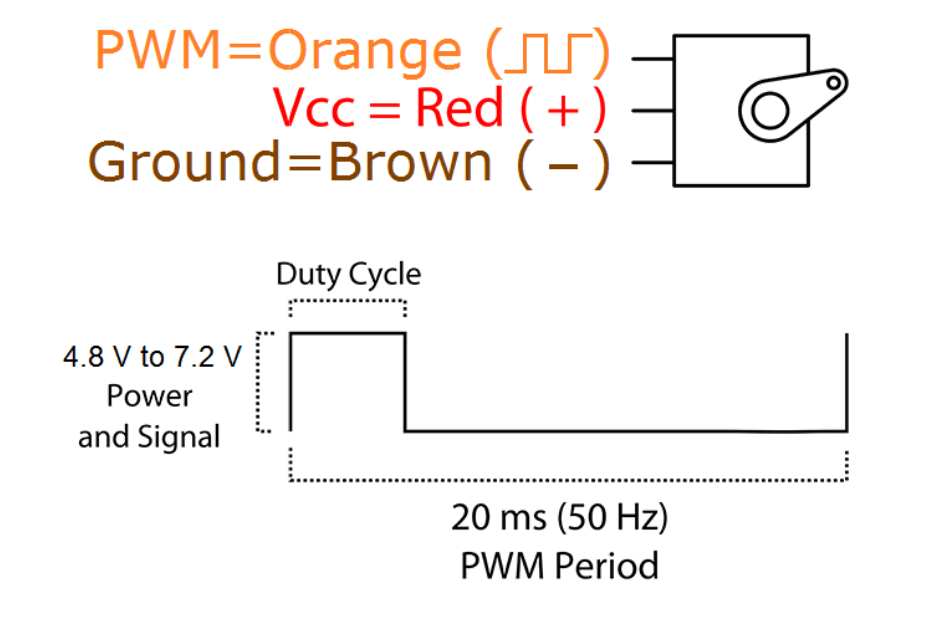 PWM=Orange (⎍⎍)
Vcc = Red ( + )
Ground=Brown ( – )
Duty Cycle
4.8 V to 7.2 V
Power
and Signal
20 ms (50 Hz)
PWM Period